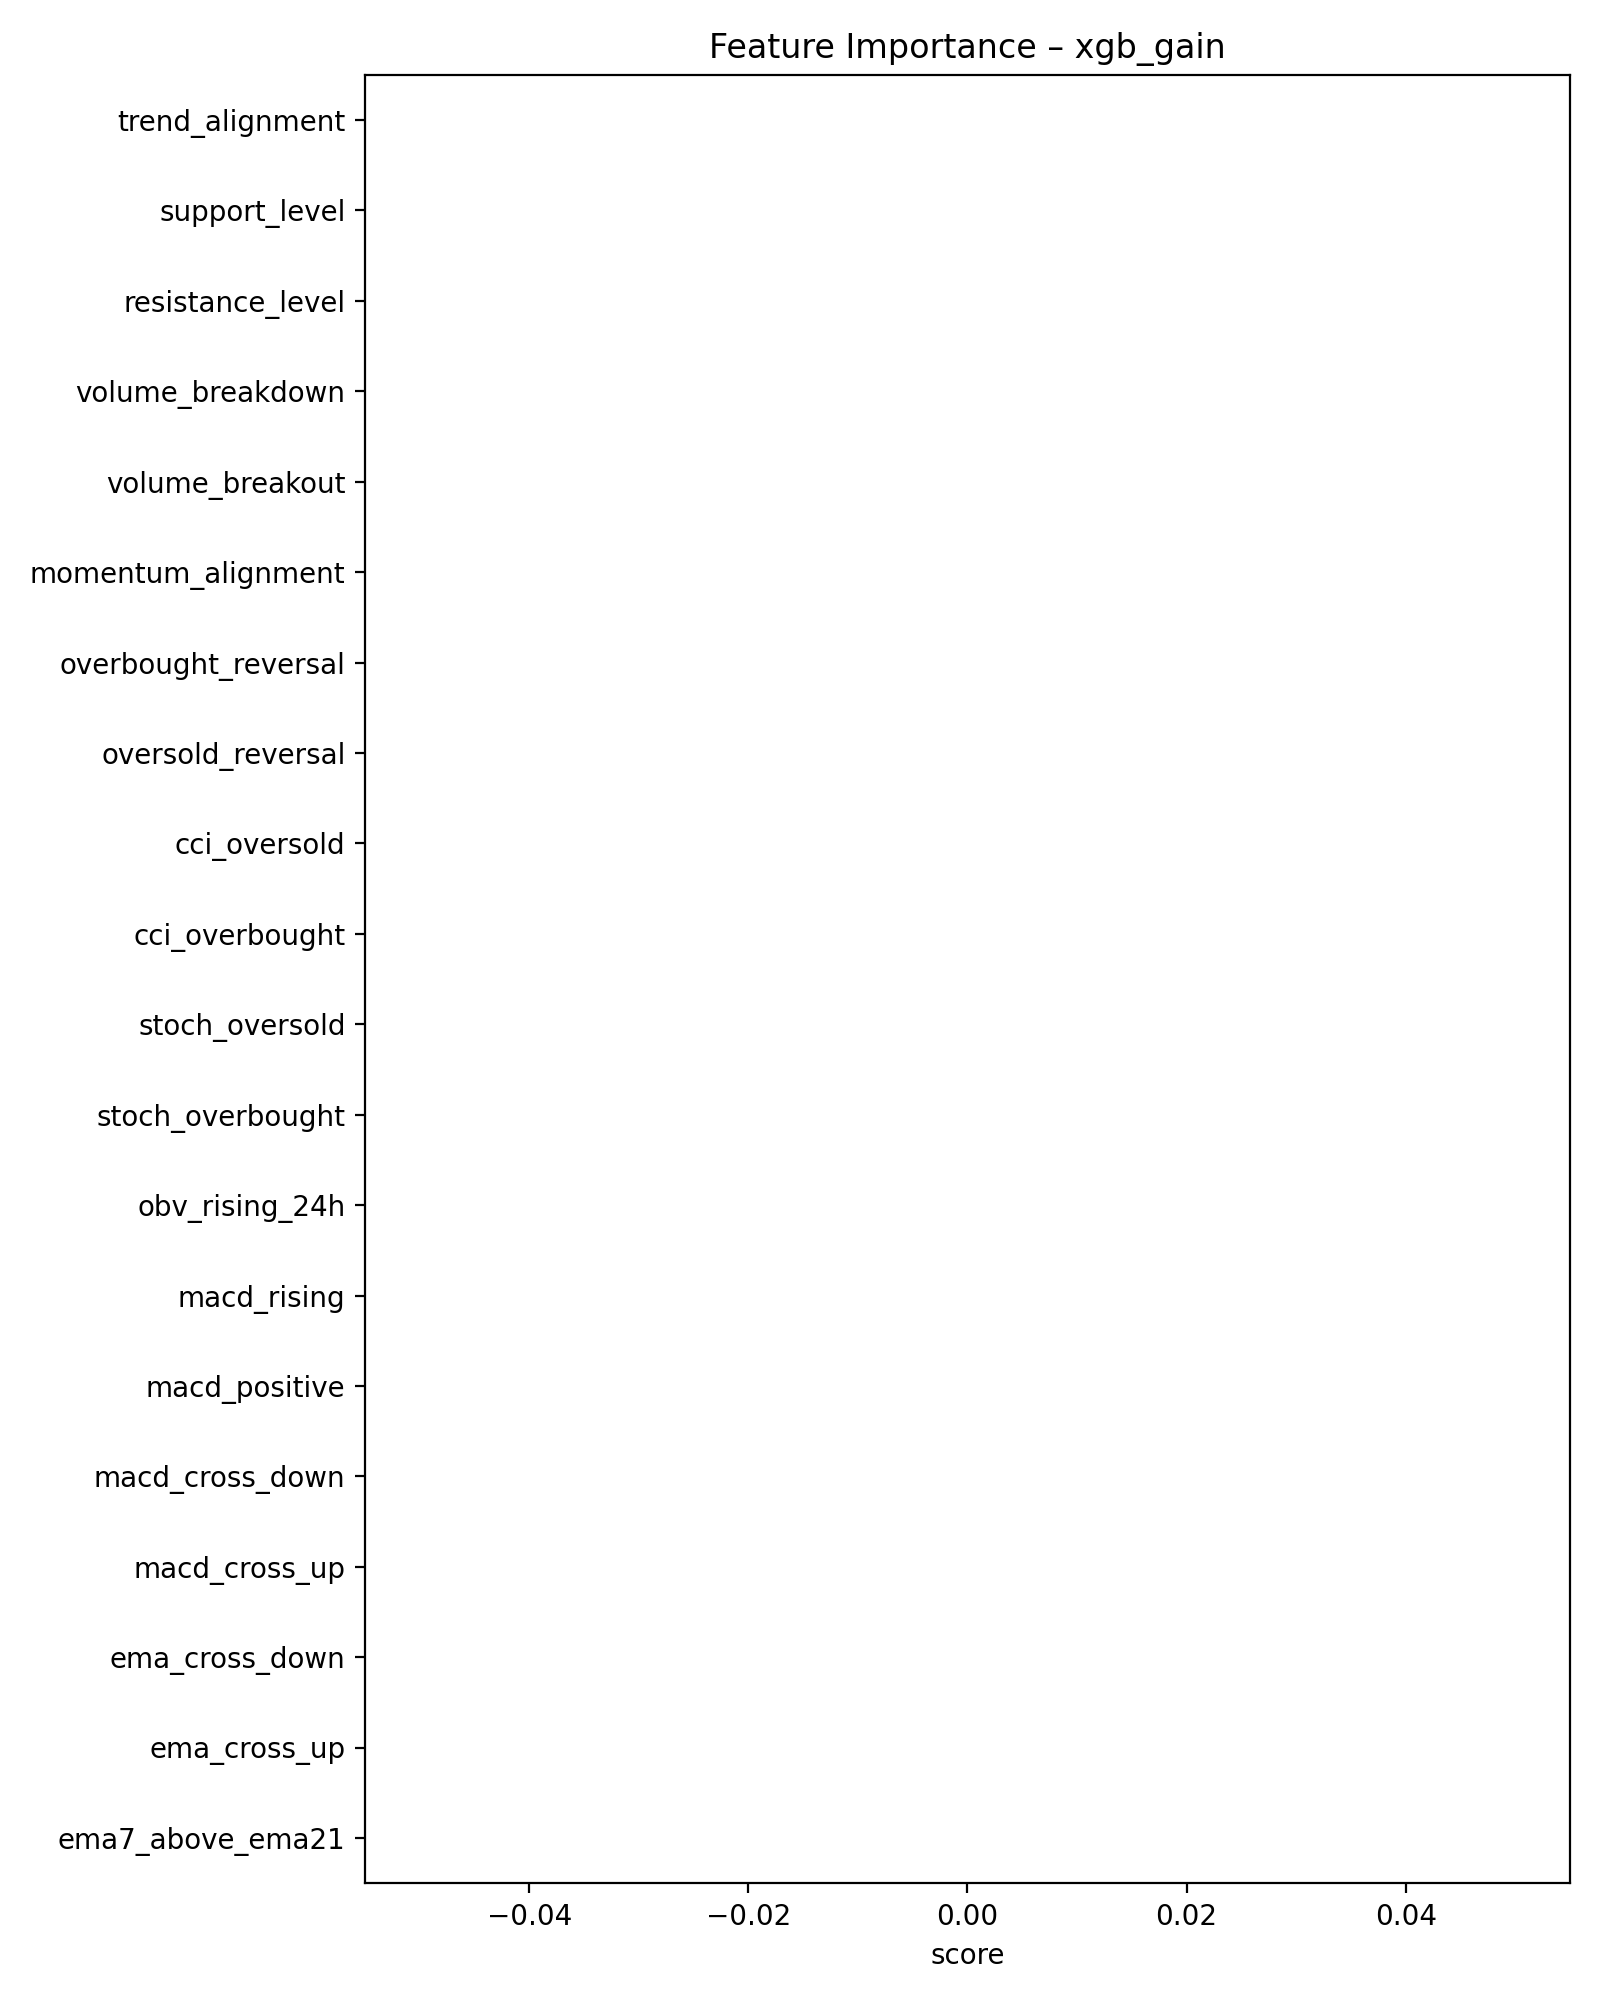 Feature Importance – xgb_gain
trend_alignment
support_level
resistance_level
volume_breakdown
volume_breakout
momentum_alignment
overbought_reversal
oversold_reversal
cci_oversold
cci_overbought
stoch_oversold
stoch_overbought
obv_rising_24h
macd_rising
macd_positive
macd_cross_down
macd_cross_up
ema_cross_down
ema_cross_up
ema7_above_ema21
−0.04 −0.02 0.00 0.02 0.04
score